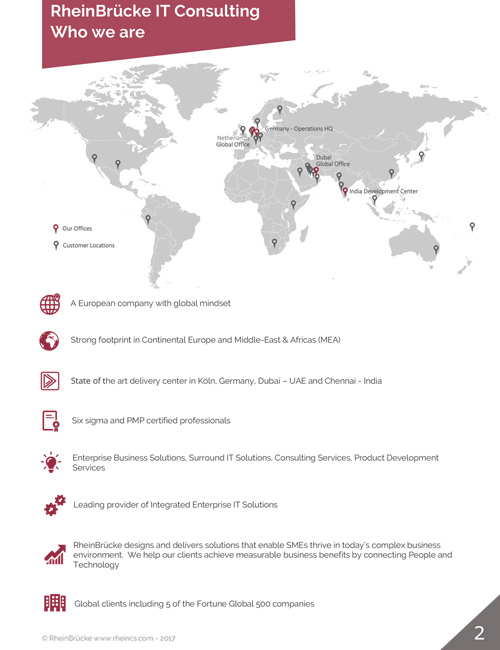 RheinBrücke IT Consulting
Who we are
Germany - Operations HQ
Netherlands
Global Office
Dubai
Global Office
India Development Center
Our Offices
Customer Locations
A European company with global mindset
Strong footprint in Continental Europe and Middle-East & Africas (MEA)
State of the art delivery center in Köln, Germany, Dubai – UAE and Chennai - India
Six sigma and PMP certified professionals
Enterprise Business Solutions, Surround IT Solutions, Consulting Services, Product Development
Services
Leading provider of Integrated Enterprise IT Solutions
RheinBrücke designs and delivers solutions that enable SMEs thrive in today's complex business
environment. We help our clients achieve measurable business benefits by connecting People and
Technology
Global clients including 5 of the Fortune Global 500 companies
© RheinBrücke www.rheincs.com - 2017
2